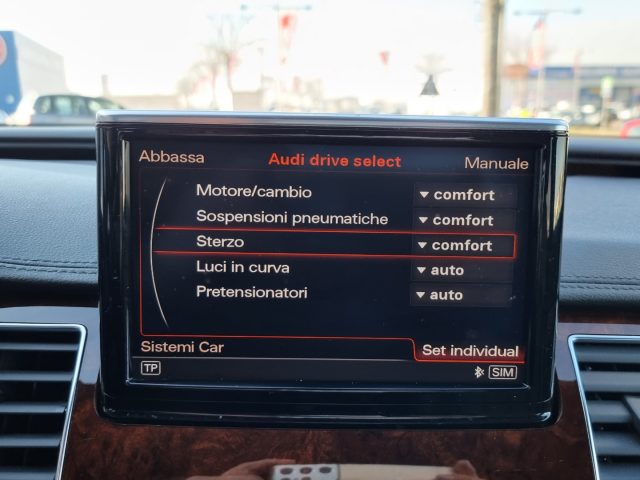 Abbassa Audi drive select Manuale
Motore/cambio comfort
Sospensioni pneumatiche comfort
Sterzo comfort
Luci in curva auto
Pretensionatori auto
Sistemi Car Set individual
TP SIM